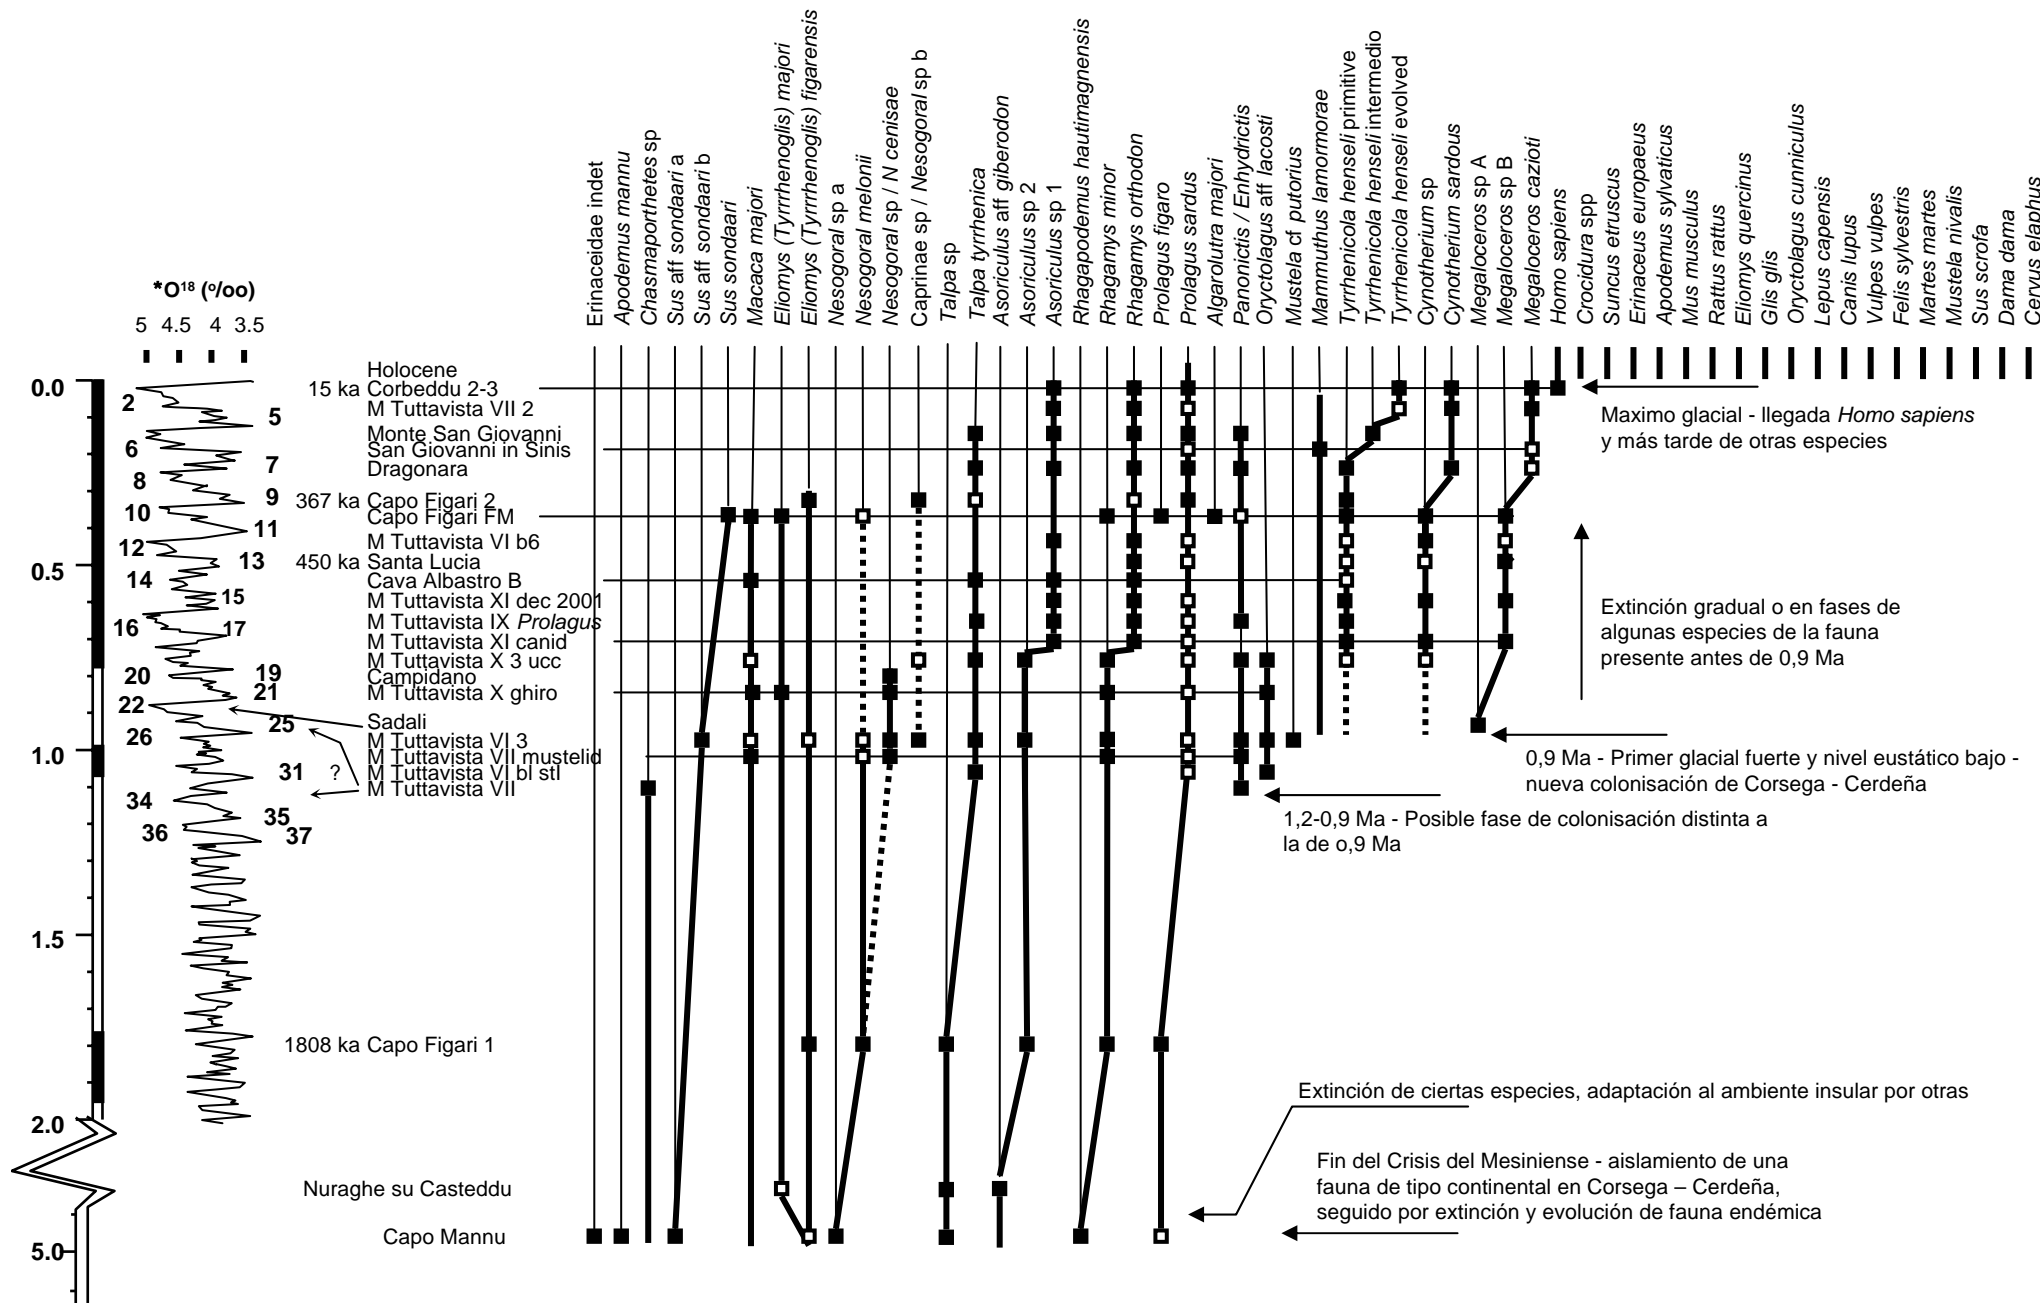 Erinaceidae indet
Apodemus mannu
Chasmaporthetes sp
Sus aff sondaari a
Sus aff sondaari b
Sus sondaari
Macaca majori
Eliomys (Tyrrhenoglis) majori
Eliomys (Tyrrrhenoglis) figarensis
Nesogoral sp a
Nesogoral melonii
Nesogoral sp / N cenisae
Caprinae sp / Nesogoral sp b
Talpa sp
Talpa tyrrhenica
Asoriculus aff giberodon
Asoriculus sp 2
Asoriculus sp 1
Rhagapodemus hautimagnensis
Rhagamys minor
Rhagamys orthodon
Prolagus figaro
Prolagus sardus
Algarolutra majori
Panonictis / Enhydrictis
Oryctolagus aff lacosti
Mustela cf putorius
Mammuthus lamormorae
Tyrrhenicola henseli primitive
Tyrrhenicola henseli intermedio
Tyrrhenicola henseli evolved
Cynotherium sp
Cynotherium sardous
Megaloceros sp A
Megaloceros sp B
Megaloceros cazioti
Homo sapiens
Crocidura spp
Suncus etruscus
Erinaceus europaeus
Apodemus sylvaticus
Mus musculus
Rattus rattus
Eliomys quercinus
Glis glis
Oryctolagus cunniculus
Lepus capensis
Canis lupus
Vulpes vulpes
Felis sylvestris
Martes martes
Mustela nivalis
Sus scrofa
Dama dama
Cervus elaphus
*O18 (º/oo)
5 4.5 4 3.5
0.0
0.5
1.0
1.5
2.0
5.0
2
5
6
7
8
9
10
11
12
13
14
15
16
17
20
19
22
21
25
26
31
34
35
36
37
Holocene
15 ka Corbeddu 2-3
M Tuttavista VII 2
Monte San Giovanni
San Giovanni in Sinis
Dragonara
367 ka Capo Figari 2
Capo Figari FM
M Tuttavista VI b6
450 ka Santa Lucia
Cava Albastro B
M Tuttavista XI dec 2001
M Tuttavista IX Prolagus
M Tuttavista XI canid
M Tuttavista X 3 ucc
Campidano
M Tuttavista X ghiro
Sadali
M Tuttavista VI 3
M Tuttavista VII mustelid
M Tuttavista VI bl stl
?
M Tuttavista VII
1808 ka Capo Figari 1
Nuraghe su Casteddu
Capo Mannu
Maximo glacial - llegada Homo sapiens
y más tarde de otras especies
Extinción gradual o en fases de
algunas especies de la fauna
presente antes de 0,9 Ma
0,9 Ma - Primer glacial fuerte y nivel eustático bajo -
nueva colonisación de Corsega - Cerdeña
1,2-0,9 Ma - Posible fase de colonisación distinta a
la de o,9 Ma
Extinción de ciertas especies, adaptación al ambiente insular por otras
Fin del Crisis del Mesiniense - aislamiento de una
fauna de tipo continental en Corsega – Cerdeña,
seguido por extinción y evolución de fauna endémica